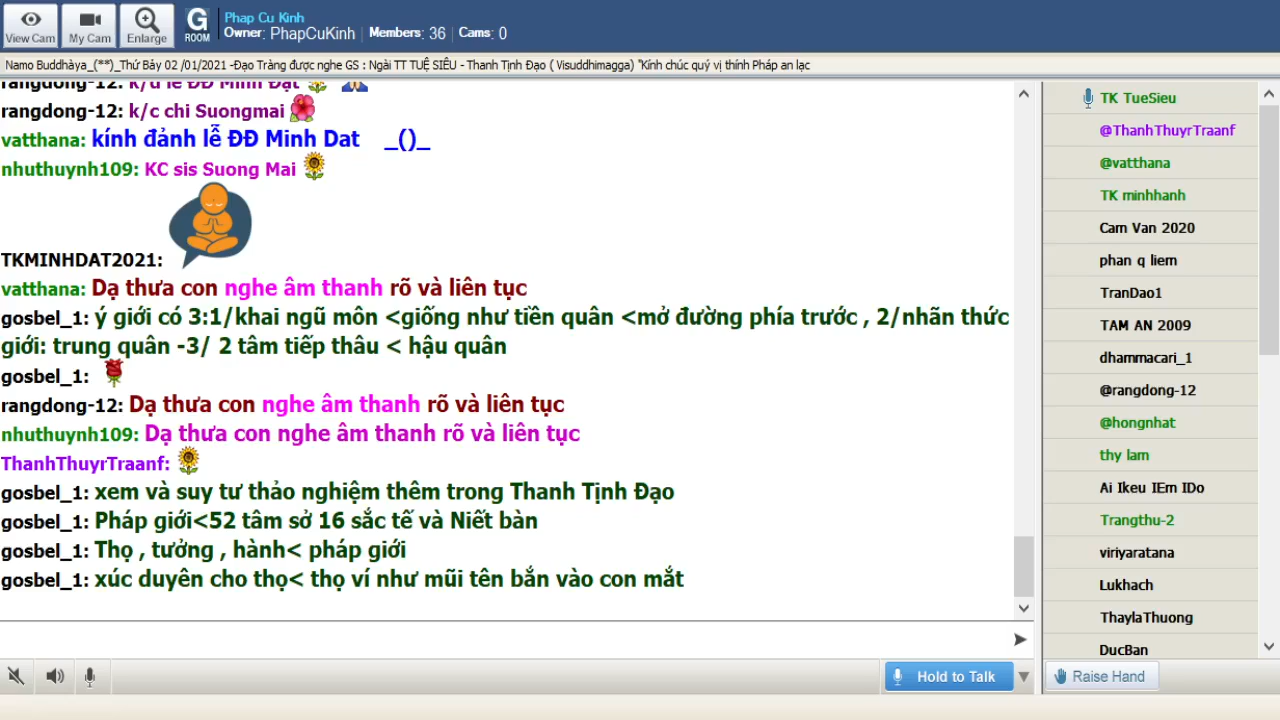 View Cam
My Cam
Enlarge
G
ROOM
Phap Cu Kinh
Owner: PhapCuKinh | Members: 36 | Cams: 0
Namo Buddhàya_(**)_Thứ Bảy 02 /01/2021 -Đạo Tràng được nghe GS : Ngài TT TUỆ SIÊU - Thanh Tịnh Đạo ( Visuddhimagga) "Kính chúc quý vị thính Pháp an lạc
rangdong-12: k/đ lễ ĐĐ Minh Đạt
rangdong-12: k/c chi Suongmai
vatthana: kính đảnh lễ ĐĐ Minh Dat _()_
nhuthuynh109: KC sis Suong Mai
TKMINHDAT2021:
vatthana: Dạ thưa con nghe âm thanh rõ và liên tục
gosbel_1: ý giới có 3:1/khai ngũ môn <giống như tiền quân <mở đường phía trước , 2/nhãn thức
giới: trung quân -3/ 2 tâm tiếp thâu < hậu quân
gosbel_1:
rangdong-12: Dạ thưa con nghe âm thanh rõ và liên tục
nhuthuynh109: Dạ thưa con nghe âm thanh rõ và liên tục
ThanhThuyrTraanf:
gosbel_1: xem và suy tư thảo nghiệm thêm trong Thanh Tịnh Đạo
gosbel_1: Pháp giới<52 tâm sở 16 sắc tế và Niết bàn
gosbel_1: Thọ , tưởng , hành< pháp giới
gosbel_1: xúc duyên cho thọ< thọ ví như mũi tên bắn vào con mắt
TK TueSieu
@ThanhThuyrTraanf
@vatthana
TK minhhanh
Cam Van 2020
phan q liem
TranDao1
TAM AN 2009
dhammacari_1
@rangdong-12
@hongnhat
thy lam
Ai Ikeu IEm IDo
Trangthu-2
viriyaratana
Lukhach
ThaylaThuong
DucBan
Hold to Talk
Raise Hand